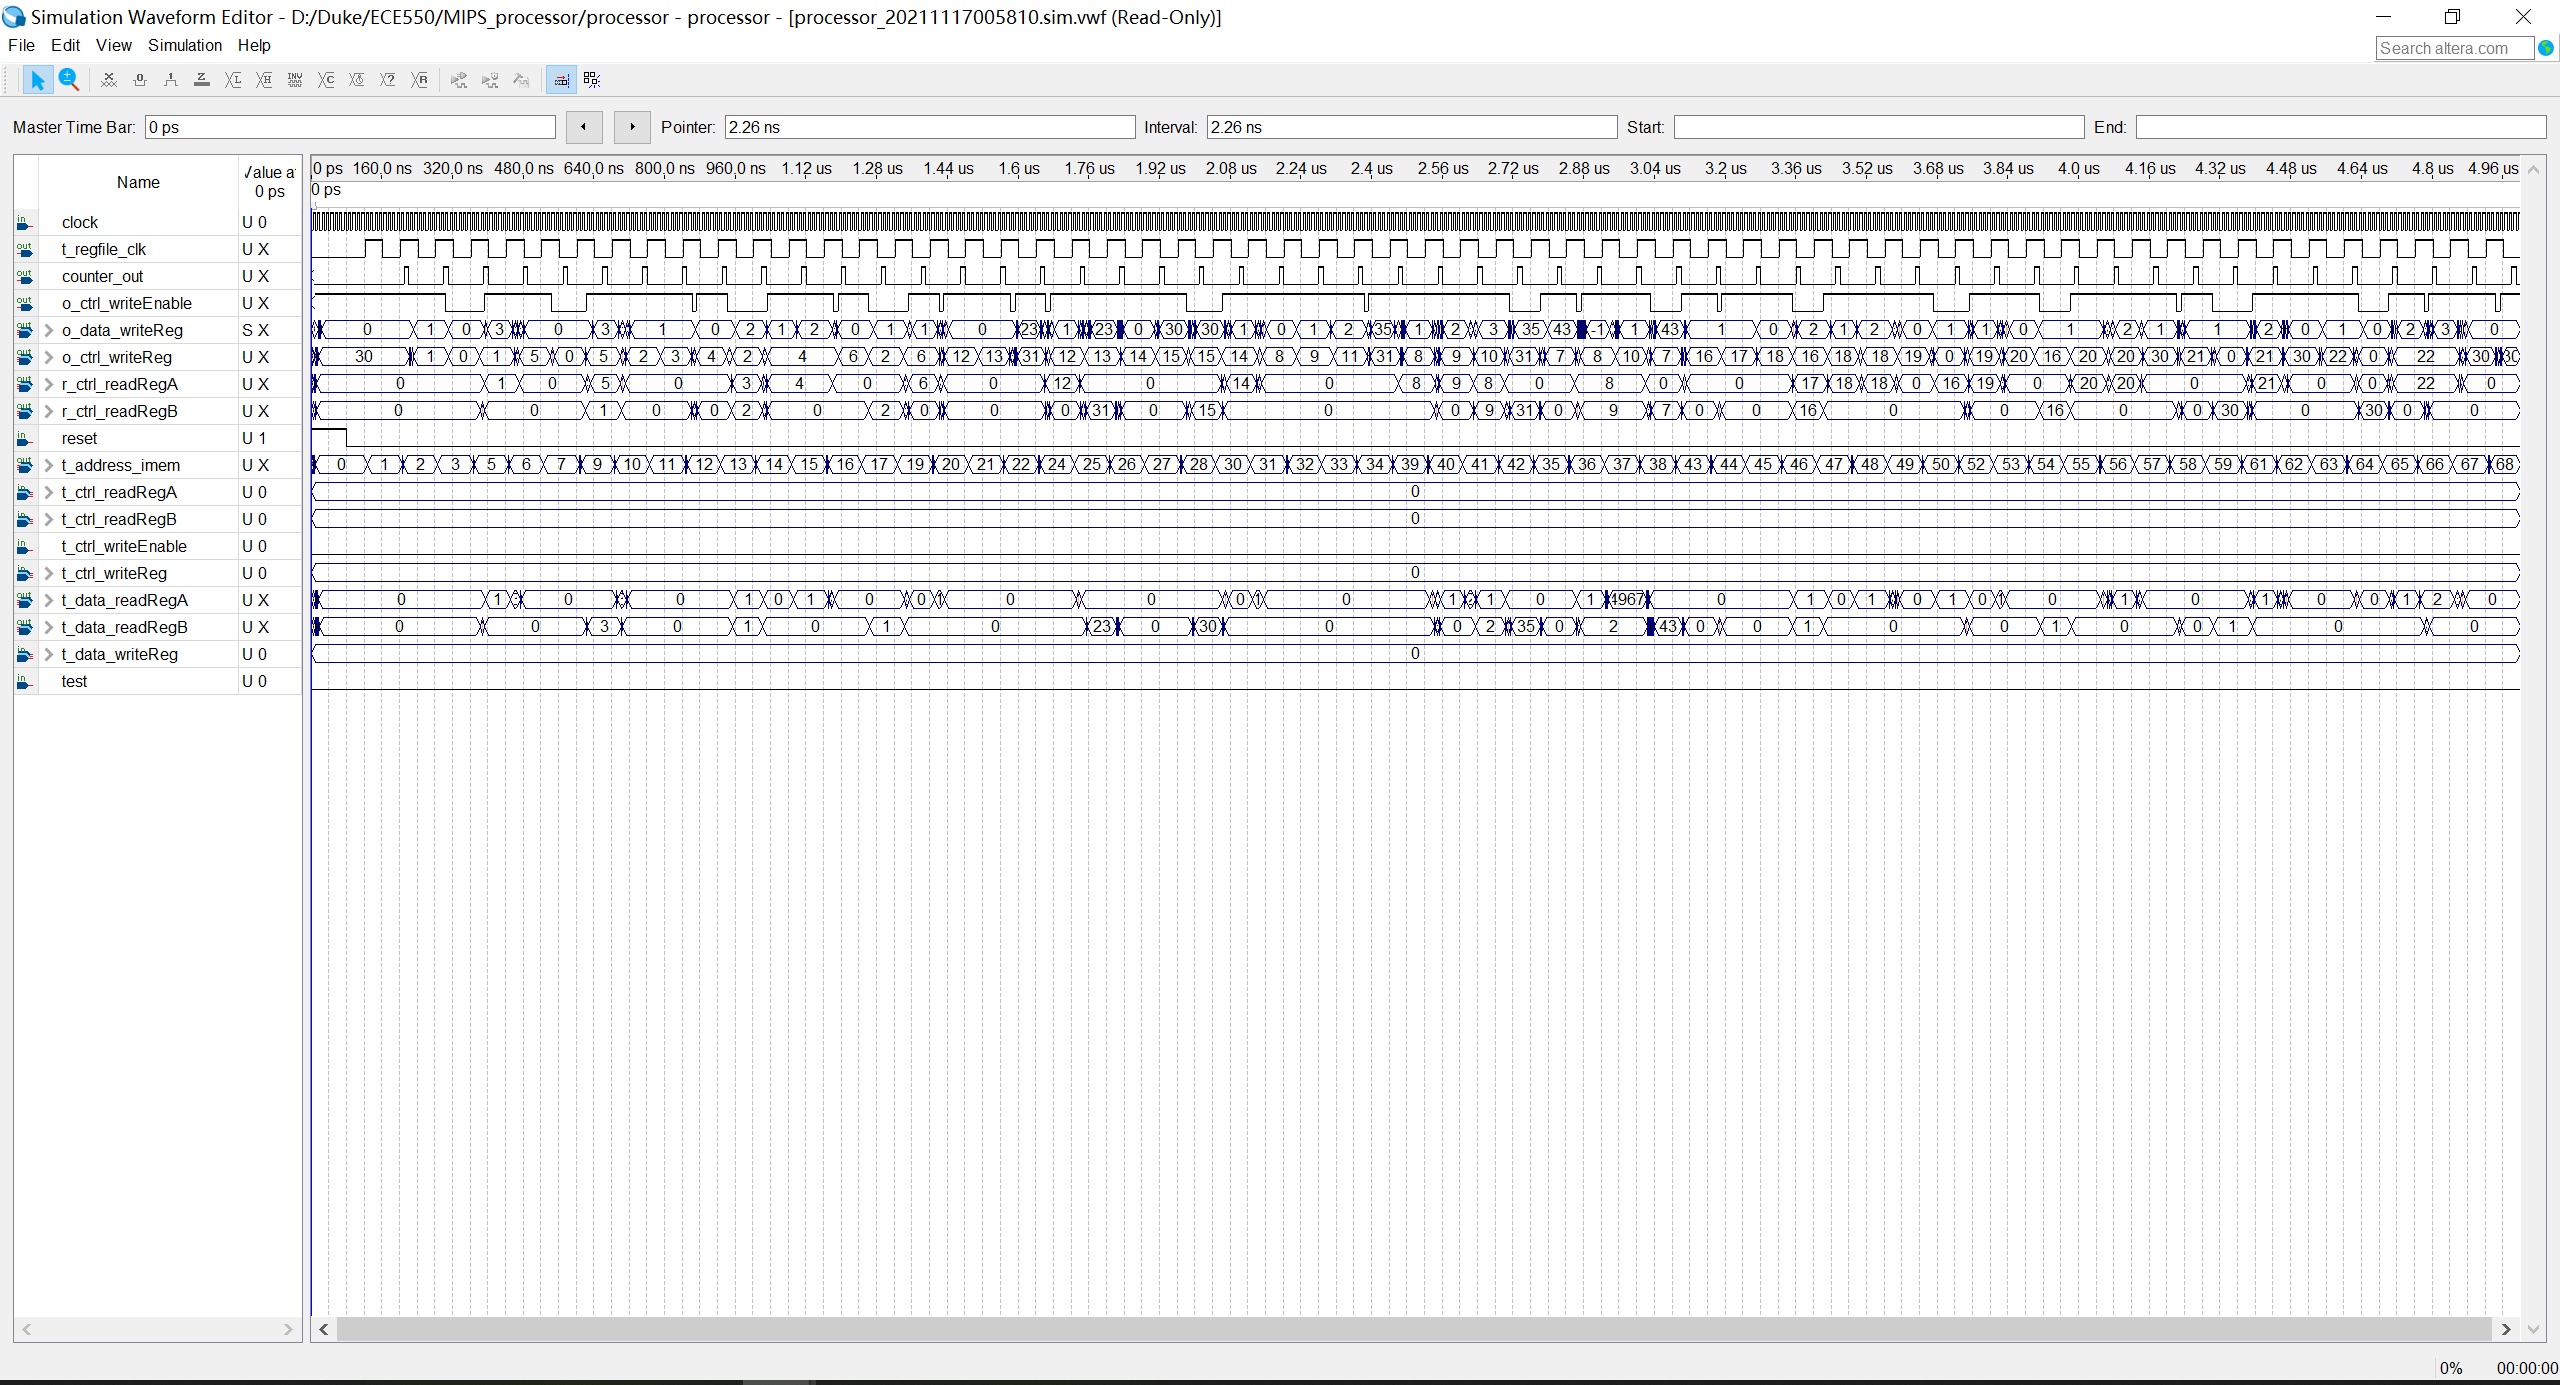 Simulation Waveform Editor - D:/Duke/ECE550/MIPS_processor/processor - processor - [processor_20211117005810.sim.vwf (Read-Only)]
File Edit View Simulation Help
Search altera.com
Master Time Bar: 0 ps Pointer: 2.26 ns Interval: 2.26 ns Start: End:
Name Value at 0 ps
0 ps 160.0 ns 320.0 ns 480.0 ns 640.0 ns 800.0 ns 960.0 ns 1.12 us 1.28 us 1.44 us 1.6 us 1.76 us 1.92 us 2.08 us 2.24 us 2.4 us 2.56 us 2.72 us 2.88 us 3.04 us 3.2 us 3.36 us 3.52 us 3.68 us 3.84 us 4.0 us 4.16 us 4.32 us 4.48 us 4.64 us 4.8 us 4.96 us
0 ps
in clock U 0
out t_regfile_clk U X
out counter_out U X
out o_ctrl_writeEnable U X
out o_data_writeReg S X 0 1 0 3 0 3 1 0 2 1 2 0 1 1 0 23 1 23 0 30 30 1 0 1 2 35 1 2 3 35 43 -1 1 43 1 0 2 1 2 0 1 1 0 1 2 1 1 2 0 1 0 2 3 0
out o_ctrl_writeReg U X 30 1 0 1 5 0 5 2 3 4 2 4 6 2 6 12 13 31 12 13 14 15 15 14 8 9 11 31 8 9 10 31 7 8 10 7 16 17 18 16 18 18 19 0 19 20 16 20 20 30 21 0 21 30 22 0 22 30 30
out r_ctrl_readRegA U X 0 1 0 5 0 3 4 0 6 0 12 0 14 0 8 9 8 0 8 0 0 17 18 18 0 16 19 0 20 20 0 21 0 0 22 0
out r_ctrl_readRegB U X 0 0 1 0 0 2 0 2 0 0 0 31 0 15 0 0 9 31 0 9 7 0 0 16 0 0 16 0 0 30 0 30 0 0
in reset U 1
out t_address_imem U X 0 1 2 3 5 6 7 9 10 11 12 13 14 15 16 17 19 20 21 22 24 25 26 27 28 30 31 32 33 34 39 40 41 42 35 36 37 38 43 44 45 46 47 48 49 50 52 53 54 55 56 57 58 59 61 62 63 64 65 66 67 68
in t_ctrl_readRegA U 0 0
in t_ctrl_readRegB U 0 0
in t_ctrl_writeEnable U 0
in t_ctrl_writeReg U 0 0
out t_data_readRegA U X 0 1 0 0 1 0 1 0 0 1 0 0 0 1 0 1 1 0 1 4967 0 1 0 1 0 1 0 1 0 1 0 1 0 0 1 2 0
out t_data_readRegB U X 0 0 3 0 1 0 1 0 23 0 30 0 0 2 35 0 2 43 0 0 1 0 0 1 0 0 1 0 0
in t_data_writeReg U 0 0
in test U 0
0% 00:00:00